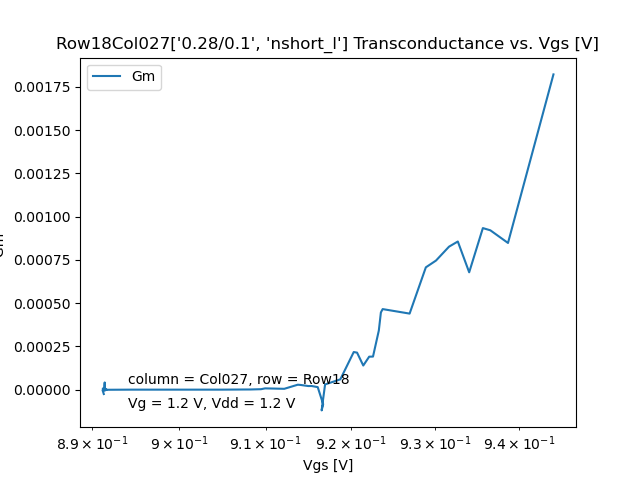 Row18Col027['0.28/0.1', 'nshort_l'] Transconductance vs. Vgs [V]
Gm
0.00175
0.00150
0.00125
0.00100
0.00075
0.00050
0.00025
0.00000
Gm
column = Col027, row = Row18
Vg = 1.2 V, Vdd = 1.2 V
8.9 × 10⁻¹ 9 × 10⁻¹ 9.1 × 10⁻¹ 9.2 × 10⁻¹ 9.3 × 10⁻¹ 9.4 × 10⁻¹
Vgs [V]